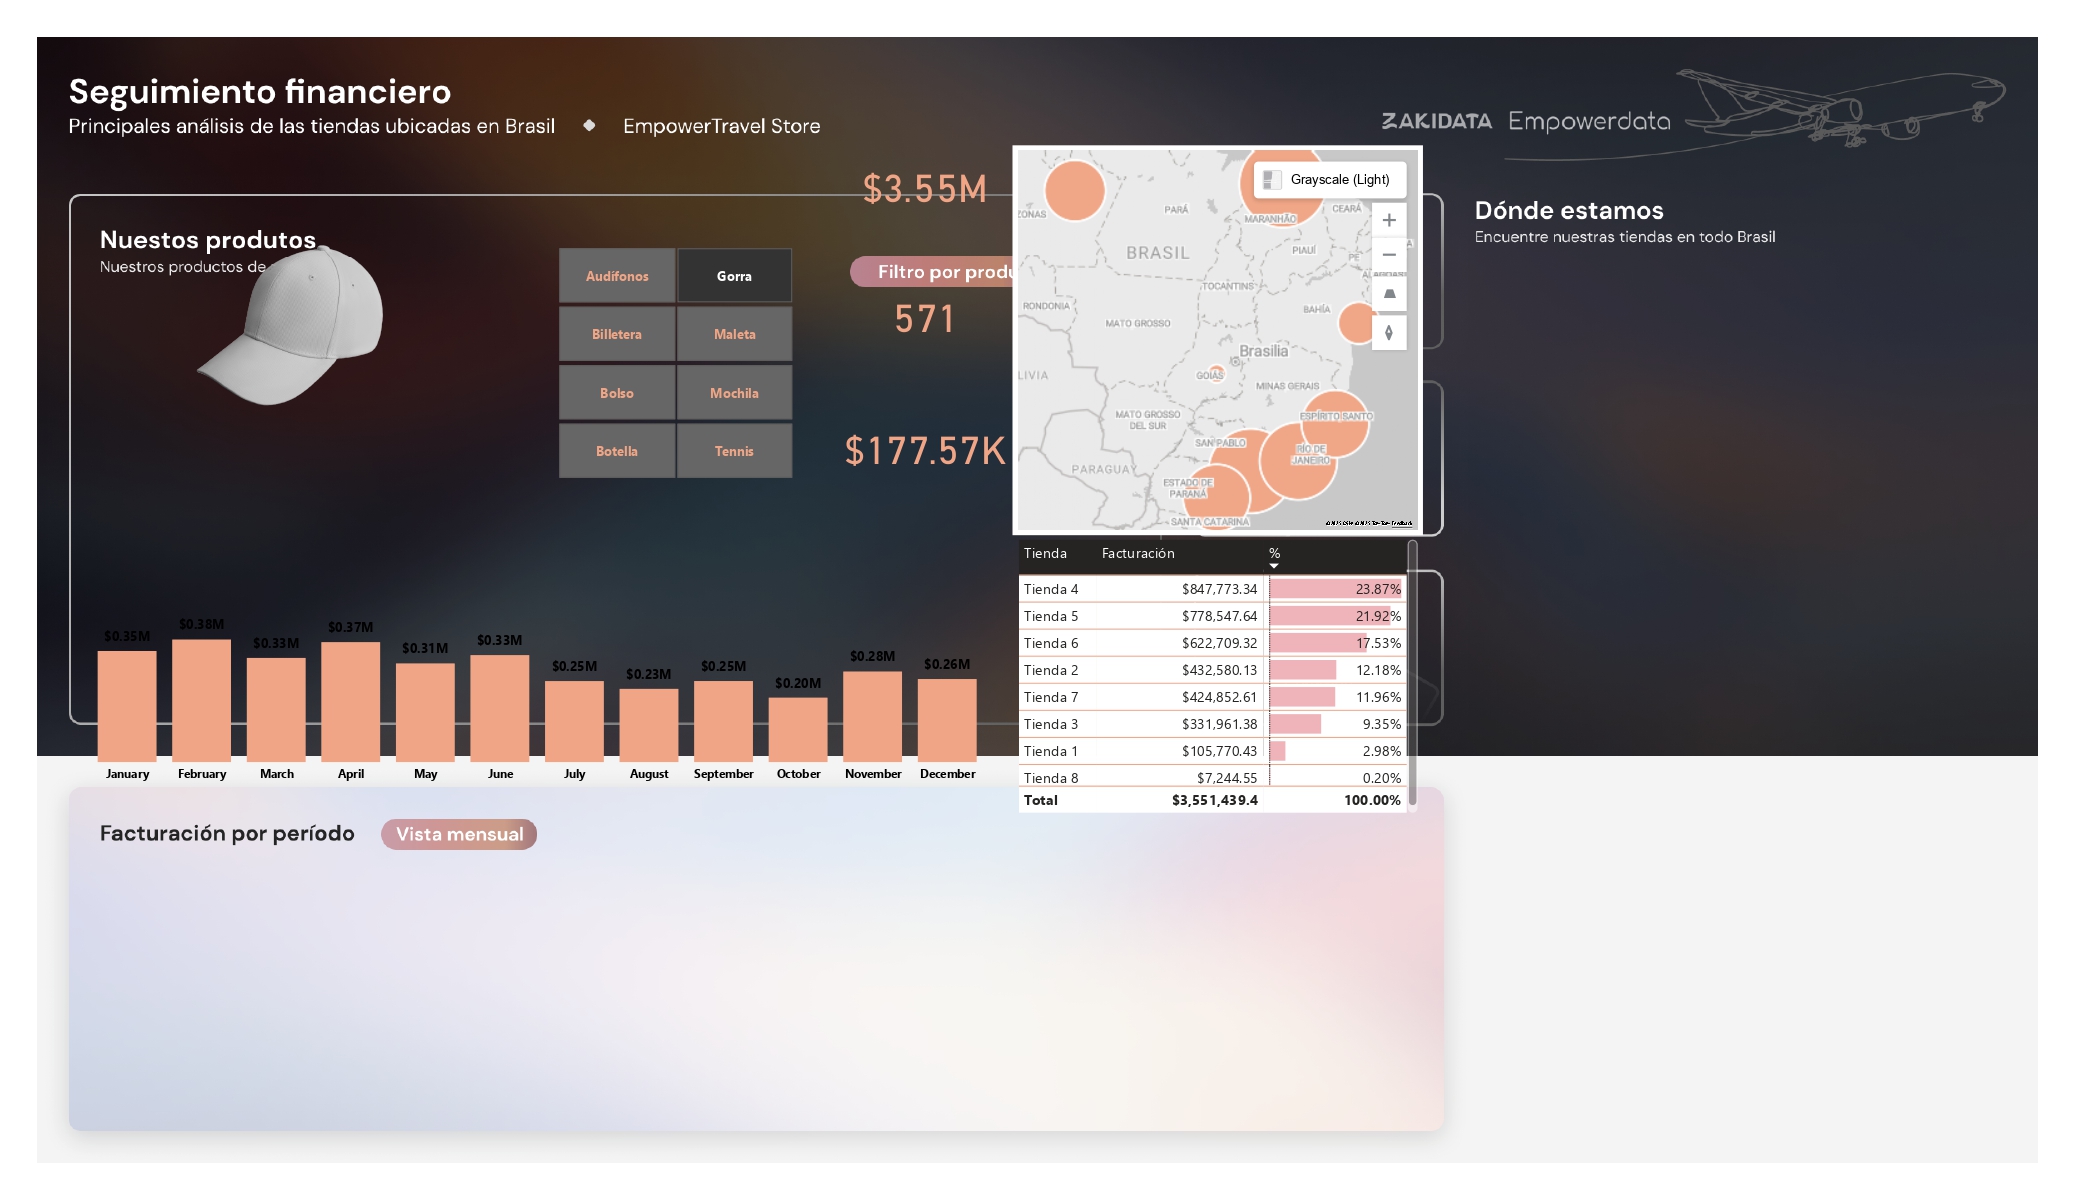 Seguimiento financiero
Principales análisis de las tiendas ubicadas en Brasil ◆ EmpowerTravel Store
ZAKIDATA Empowerdata
Nuestos produtos
Nuestros productos de
Audífonos
Gorra
Billetera
Maleta
Bolso
Mochila
Botella
Tennis
$3.55M
Filtro por produ
571
$177.57K
Grayscale (Light)
ZONAS
PARÁ
MARANHÃO
CEARÁ
BRASIL
PIAUÍ
PE
TOCANTINS
RONDONIA
BAHÍA
MATO GROSSO
Brasilia
LIVIA
GOIÁS
MINAS GERAIS
MATO GROSSO
DEL SUR
ESPÍRITO SANTO
SAN PABLO
RÍO DE
JANEIRO
PARAGUAY
ESTADO DE
PARANÁ
SANTA CATARINA
Dónde estamos
Encuentre nuestras tiendas en todo Brasil
Tienda Facturación %
Tienda 4 $847,773.34 23.87%
Tienda 5 $778,547.64 21.92%
Tienda 6 $622,709.32 17.53%
Tienda 2 $432,580.13 12.18%
Tienda 7 $424,852.61 11.96%
Tienda 3 $331,961.38 9.35%
Tienda 1 $105,770.43 2.98%
Tienda 8 $7,244.55 0.20%
Total $3,551,439.4 100.00%
$0.35M $0.38M $0.33M $0.37M $0.31M $0.33M $0.25M $0.23M $0.25M $0.20M $0.28M $0.26M
January February March April May June July August September October November December
Facturación por período Vista mensual